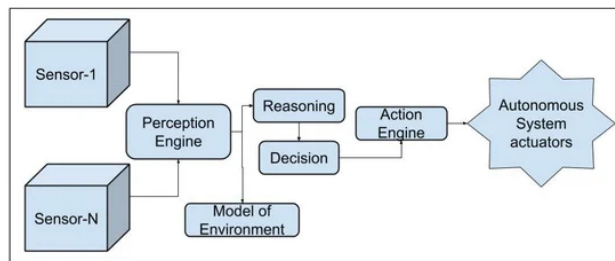 Sensor-1
Sensor-N
Perception
Engine
Reasoning
Decision
Model of
Environment
Action
Engine
Autonomous
System
actuators